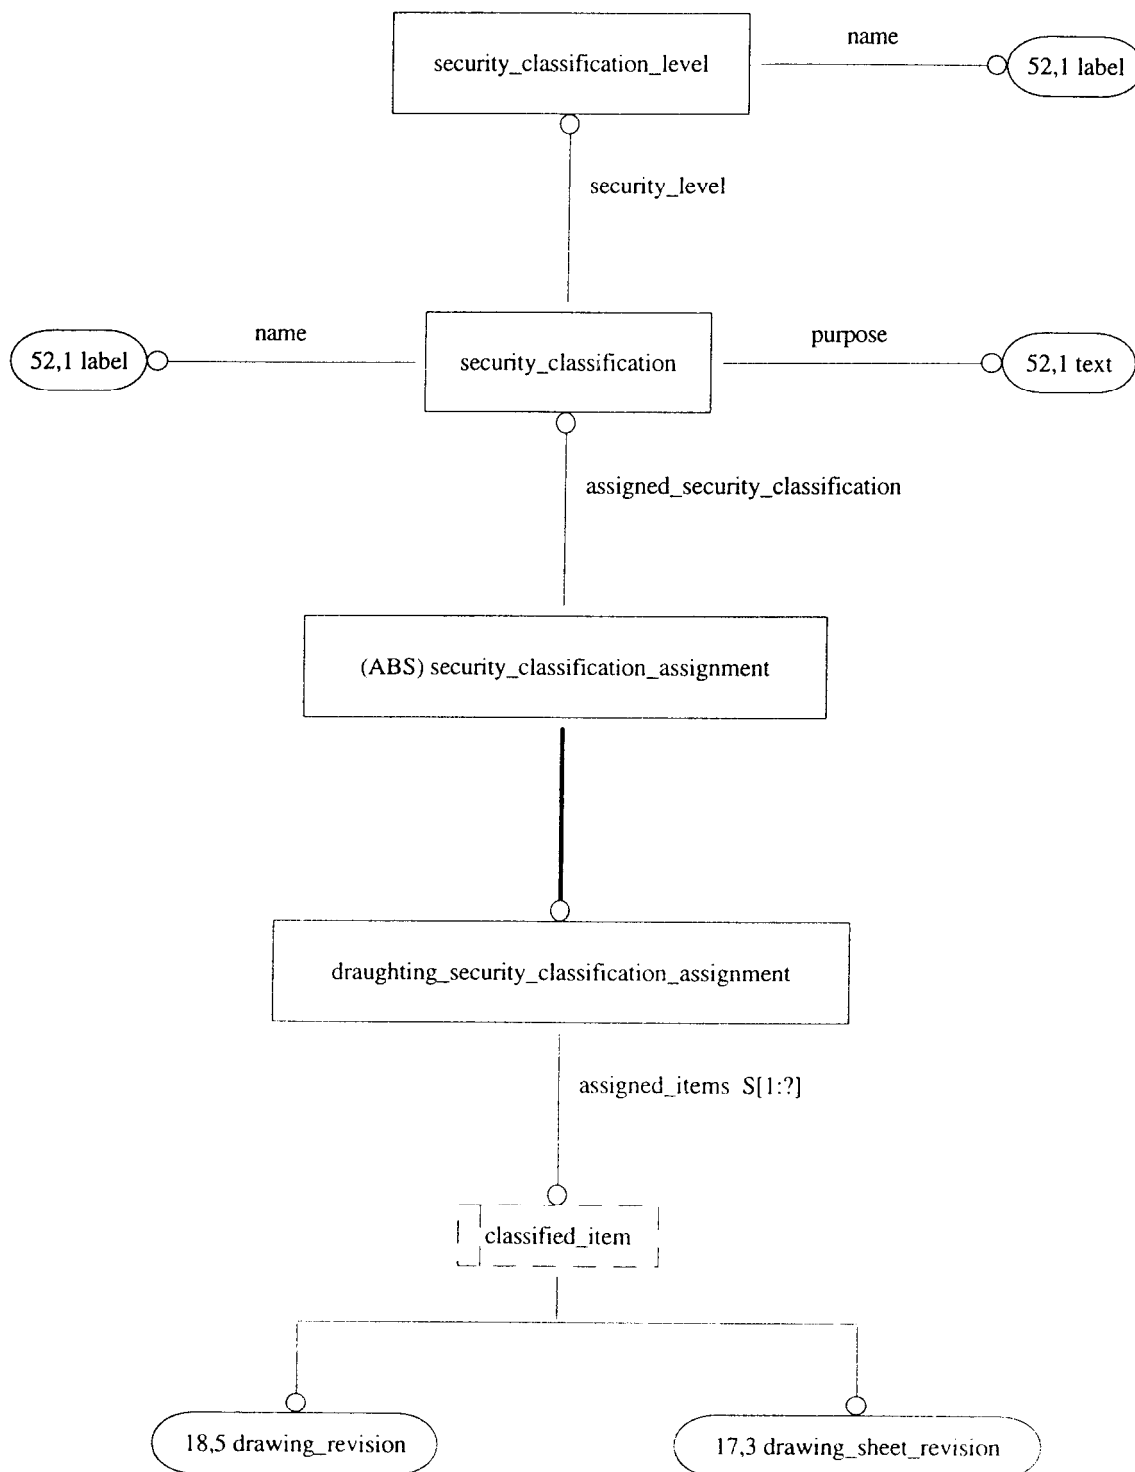 name
security_classification_level
52,1 label
security_level
name
purpose
52,1 label
security_classification
52,1 text
assigned_security_classification
(ABS) security_classification_assignment
draughting_security_classification_assignment
assigned_items S[1:?]
classified_item
18,5 drawing_revision
17,3 drawing_sheet_revision